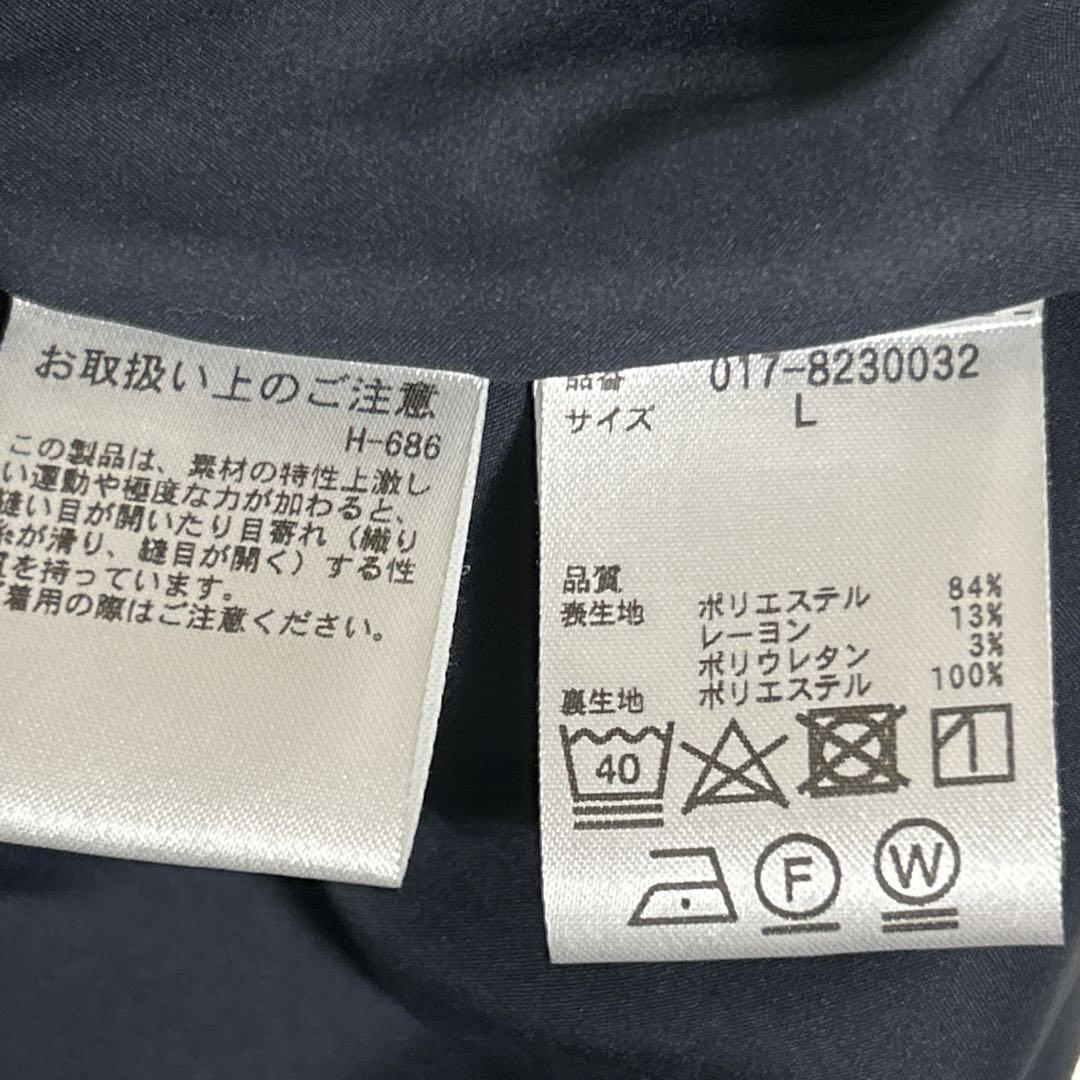 お取扱い上のご注意
H-686
この製品は、素材の特性上激し
い運動や極度な力が加わると、
縫い目が開いたり目寄れ（織り
糸が滑り、縫目が開く）する性
質を持っています。
ご着用の際はご注意ください。
品番 017-8230032
サイズ L
品質
表生地 ポリエステル 84%
レーヨン 13%
ポリウレタン 3%
裏生地 ポリエステル 100%
40
1
F
W